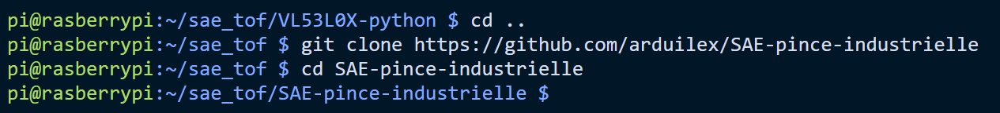 pi@rasberrypi:~/sae_tof/VL53L0X-python $ cd ..
pi@rasberrypi:~/sae_tof $ git clone https://github.com/arduilex/SAE-pince-industrielle
pi@rasberrypi:~/sae_tof $ cd SAE-pince-industrielle
pi@rasberrypi:~/sae_tof/SAE-pince-industrielle $